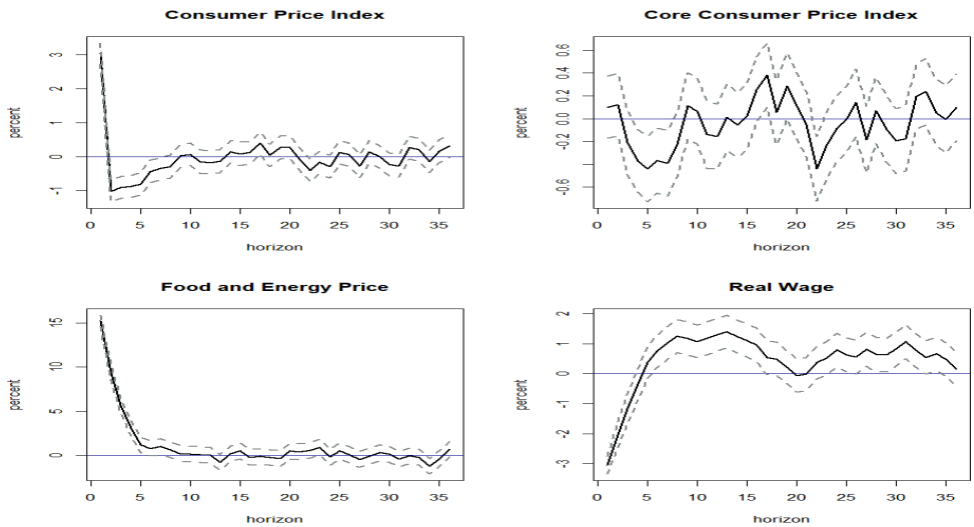 Consumer Price Index
percent
3
2
1
0
-1
0 5 10 15 20 25 30 35
horizon
Core Consumer Price Index
percent
0.6
0.4
0.0
-0.2
-0.6
0 5 10 15 20 25 30 35
horizon
Food and Energy Price
percent
15
10
5
0
0 5 10 15 20 25 30 35
horizon
Real Wage
percent
2
1
0
-1
-2
-3
0 5 10 15 20 25 30 35
horizon